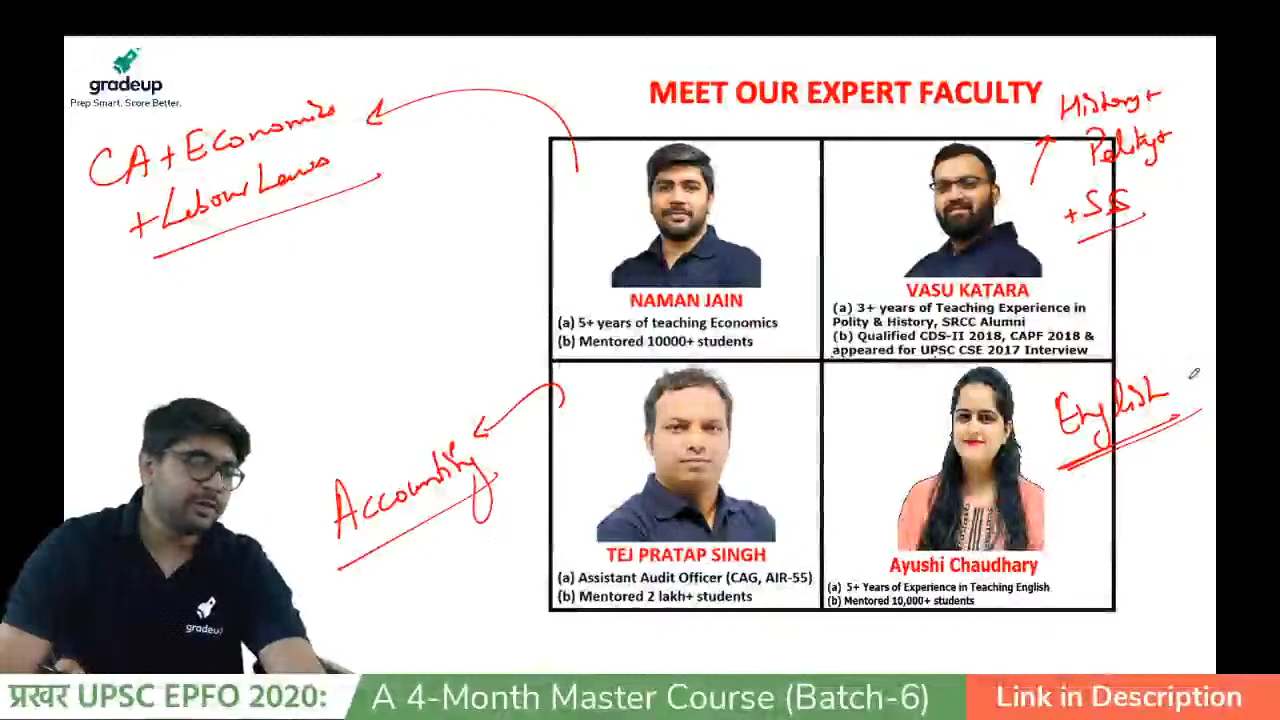 gradeup
Prep Smart. Score Better.
MEET OUR EXPERT FACULTY
CA + Economics
+ Labour Laws
History +
Polity +
+ SS
NAMAN JAIN
(a) 5+ years of teaching Economics
(b) Mentored 10000+ students
VASU KATARA
(a) 3+ years of Teaching Experience in
Polity & History, SRCC Alumni
(b) Qualified CDS-II 2018, CAPF 2018 &
appeared for UPSC CSE 2017 Interview
Accounting
English
TEJ PRATAP SINGH
(a) Assistant Audit Officer (CAG, AIR-55)
(b) Mentored 2 lakh+ students
Ayushi Chaudhary
(a) 5+ Years of Experience in Teaching English
(b) Mentored 10,000+ students
gradeup
प्रखर UPSC EPFO 2020: A 4-Month Master Course (Batch-6) Link in Description